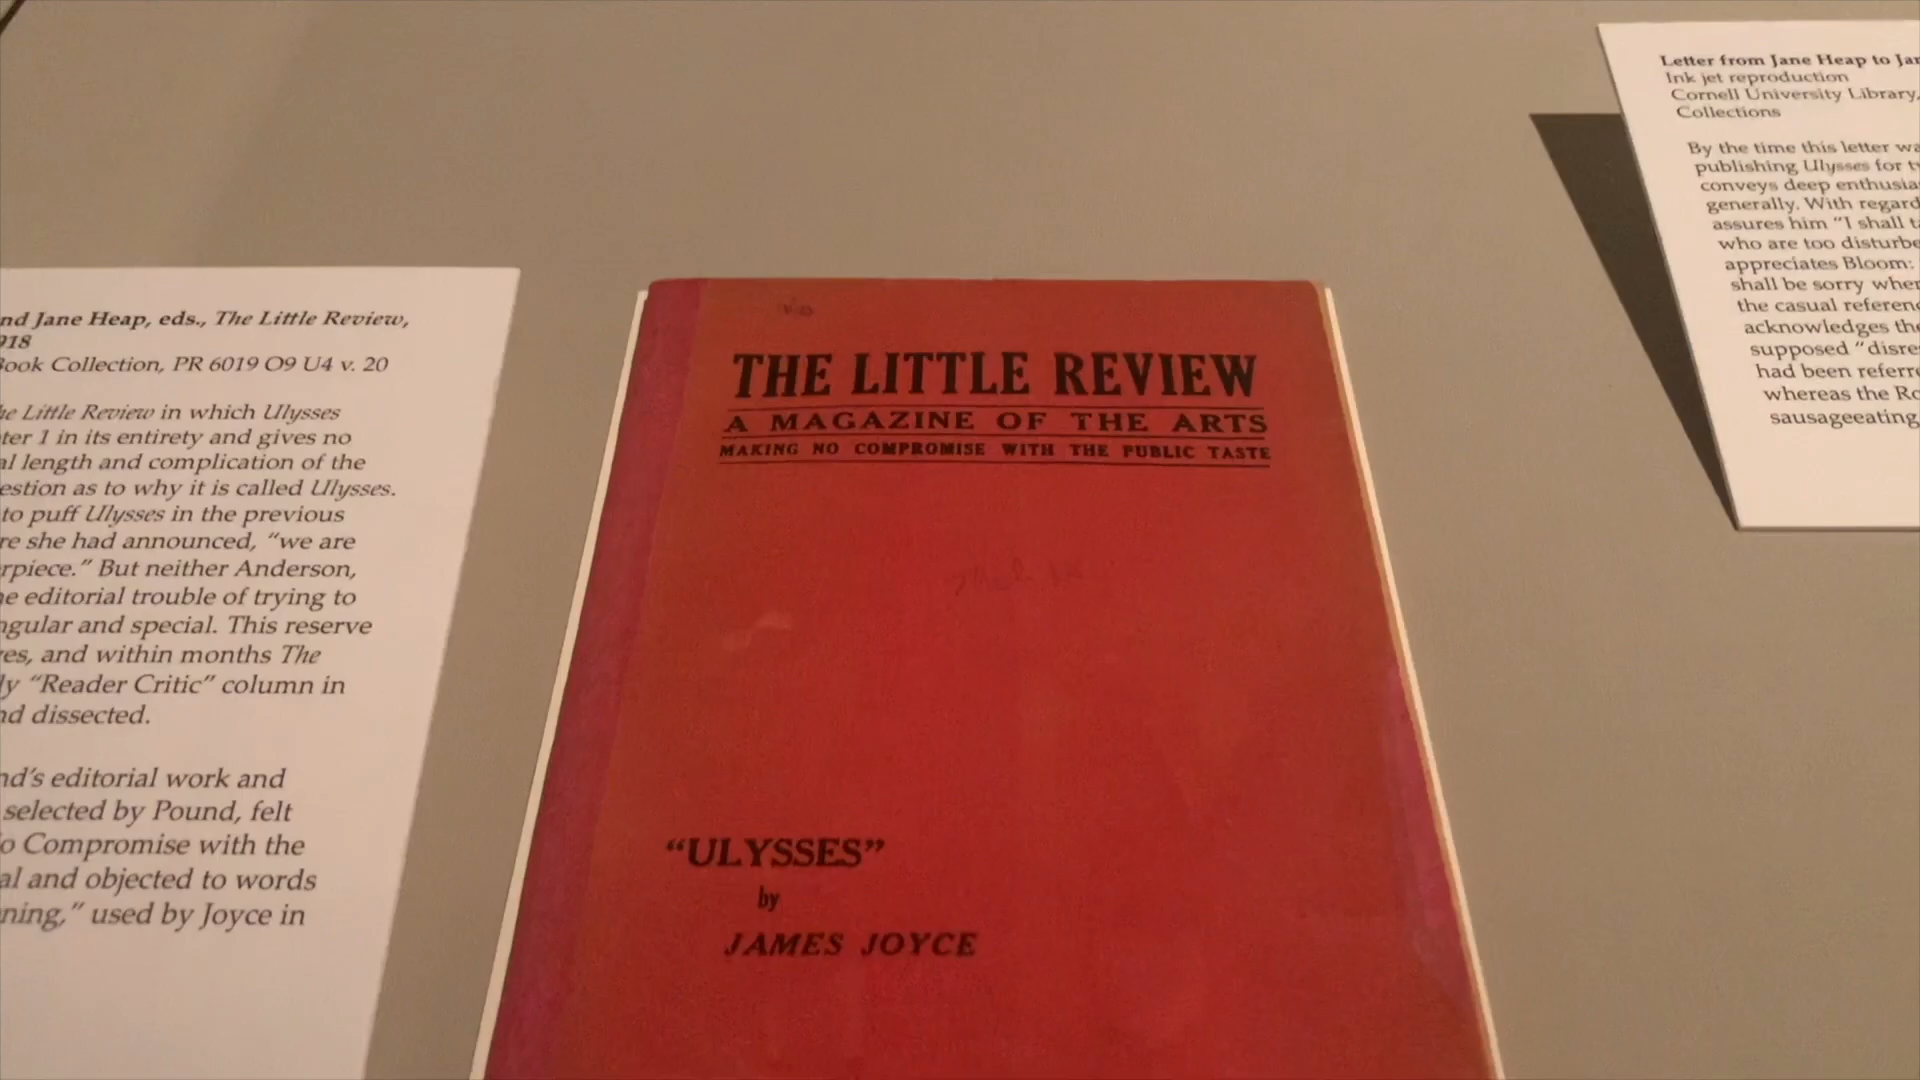 nd Jane Heap, eds., The Little Review,
918
Book Collection, PR 6019 O9 U4 v. 20
he Little Review in which Ulysses
ter 1 in its entirety and gives no
al length and complication of the
estion as to why it is called Ulysses.
to puff Ulysses in the previous
re she had announced, “we are
rpiece.” But neither Anderson,
e editorial trouble of trying to
ngular and special. This reserve
es, and within months The
ly “Reader Critic” column in
nd dissected.
nd’s editorial work and
selected by Pound, felt
o Compromise with the
al and objected to words
ning,” used by Joyce in
THE LITTLE REVIEW
A MAGAZINE OF THE ARTS
MAKING NO COMPROMISE WITH THE PUBLIC TASTE
“ULYSSES”
by
JAMES JOYCE
Letter from Jane Heap to Jam
Ink jet reproduction
Cornell University Library,
Collections
By the time this letter wa
publishing Ulysses for tw
conveys deep enthusia
generally. With regard
assures him “I shall t
who are too disturbe
appreciates Bloom:
shall be sorry when
the casual referenc
acknowledges the
supposed “disre
had been referre
whereas the Ro
sausageeating